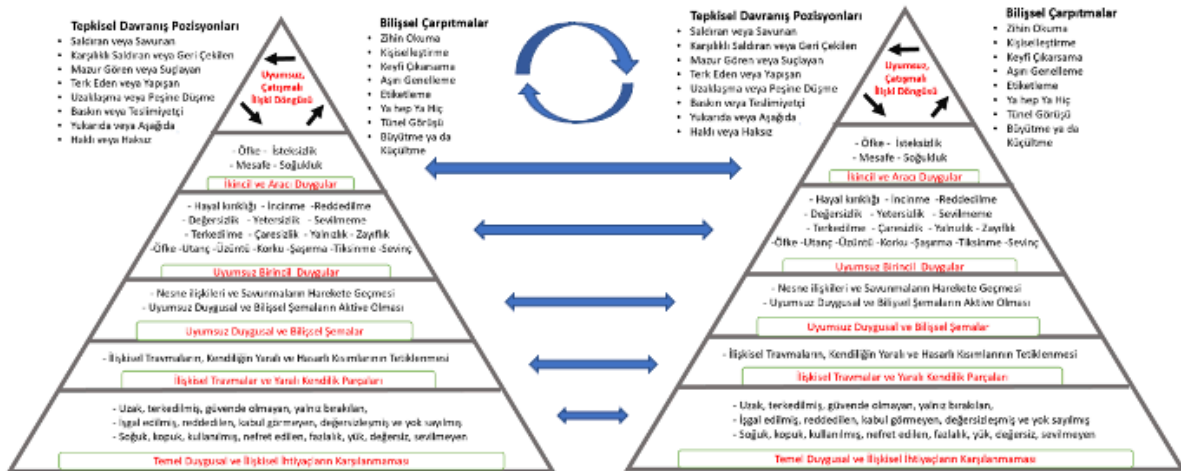 Tepkisel Davranış Pozisyonları
• Saldıran veya Savunan
• Karşılıklı Saldıran veya Geri Çekilen
• Mazur Gören veya Suçlayan
• Terk Eden veya Yapışan
• Uzaklaşma veya Peşine Düşme
• Baskın veya Teslimiyetçi
• Yukarıda veya Aşağıda
• Haklı veya Haksız
Bilişsel Çarpıtmalar
• Zihin Okuma
• Kişiselleştirme
• Keyfi Çıkarsama
• Aşırı Genelleme
• Etiketleme
• Ya hep Ya Hiç
• Tünel Görüşü
• Büyütme ya da
Küçültme
Uyumsuz,
Çatışmalı
İlişki Döngüsü
- Öfke - İsteksizlik
- Mesafe - Soğukluk
İkincil ve Aracı Duygular
- Hayal kırıklığı - İncinme -Reddedilme
- Değersizlik - Yetersizlik - Sevilmeme
- Terkedilme - Çaresizlik - Yalnızlık - Zayıflık
-Öfke -Utanç -Üzüntü -Korku -Şaşırma -Tiksinme -Sevinç
Uyumsuz Birincil Duygular
- Nesne ilişkileri ve Savunmaların Harekete Geçmesi
- Uyumsuz Duygusal ve Bilişsel Şemaların Aktive Olması
Uyumsuz Duygusal ve Bilişsel Şemalar
- İlişkisel Travmaların, Kendiliğin Yaralı ve Hasarlı Kısımlarının Tetiklenmesi
İlişkisel Travmalar ve Yaralı Kendilik Parçaları
- Uzak, terkedilmiş, güvende olmayan, yalnız bırakılan,
- İşgal edilmiş, reddedilen, kabul görmeyen, değersizleşmiş ve yok sayılmış
- Soğuk, kopuk, kullanılmış, nefret edilen, fazlalık, yük, değersiz, sevilmeyen
Temel Duygusal ve İlişkisel İhtiyaçların Karşılanmaması
Tepkisel Davranış Pozisyonları
• Saldıran veya Savunan
• Karşılıklı Saldıran veya Geri Çekilen
• Mazur Gören veya Suçlayan
• Terk Eden veya Yapışan
• Uzaklaşma veya Peşine Düşme
• Baskın veya Teslimiyetçi
• Yukarıda veya Aşağıda
• Haklı veya Haksız
Bilişsel Çarpıtmalar
• Zihin Okuma
• Kişiselleştirme
• Keyfi Çıkarsama
• Aşırı Genelleme
• Etiketleme
• Ya hep Ya Hiç
• Tünel Görüşü
• Büyütme ya da
Küçültme
Uyumsuz,
Çatışmalı
İlişki Döngüsü
- Öfke - İsteksizlik
- Mesafe - Soğukluk
İkincil ve Aracı Duygular
- Hayal kırıklığı - İncinme -Reddedilme
- Değersizlik - Yetersizlik - Sevilmeme
- Terkedilme - Çaresizlik - Yalnızlık - Zayıflık
-Öfke -Utanç -Üzüntü -Korku -Şaşırma -Tiksinme -Sevinç
Uyumsuz Birincil Duygular
- Nesne ilişkileri ve Savunmaların Harekete Geçmesi
- Uyumsuz Duygusal ve Bilişsel Şemaların Aktive Olması
Uyumsuz Duygusal ve Bilişsel Şemalar
- İlişkisel Travmaların, Kendiliğin Yaralı ve Hasarlı Kısımlarının Tetiklenmesi
İlişkisel Travmalar ve Yaralı Kendilik Parçaları
- Uzak, terkedilmiş, güvende olmayan, yalnız bırakılan,
- İşgal edilmiş, reddedilen, kabul görmeyen, değersizleşmiş ve yok sayılmış
- Soğuk, kopuk, kullanılmış, nefret edilen, fazlalık, yük, değersiz, sevilmeyen
Temel Duygusal ve İlişkisel İhtiyaçların Karşılanmaması